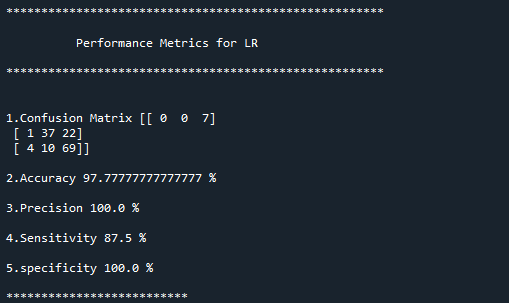 ******************************************************
Performance Metrics for LR
******************************************************
1.Confusion Matrix [[ 0  0  7]
[ 1 37 22]
[ 4 10 69]]
2.Accuracy 97.77777777777777 %
3.Precision 100.0 %
4.Sensitivity 87.5 %
5.specificity 100.0 %
**************************